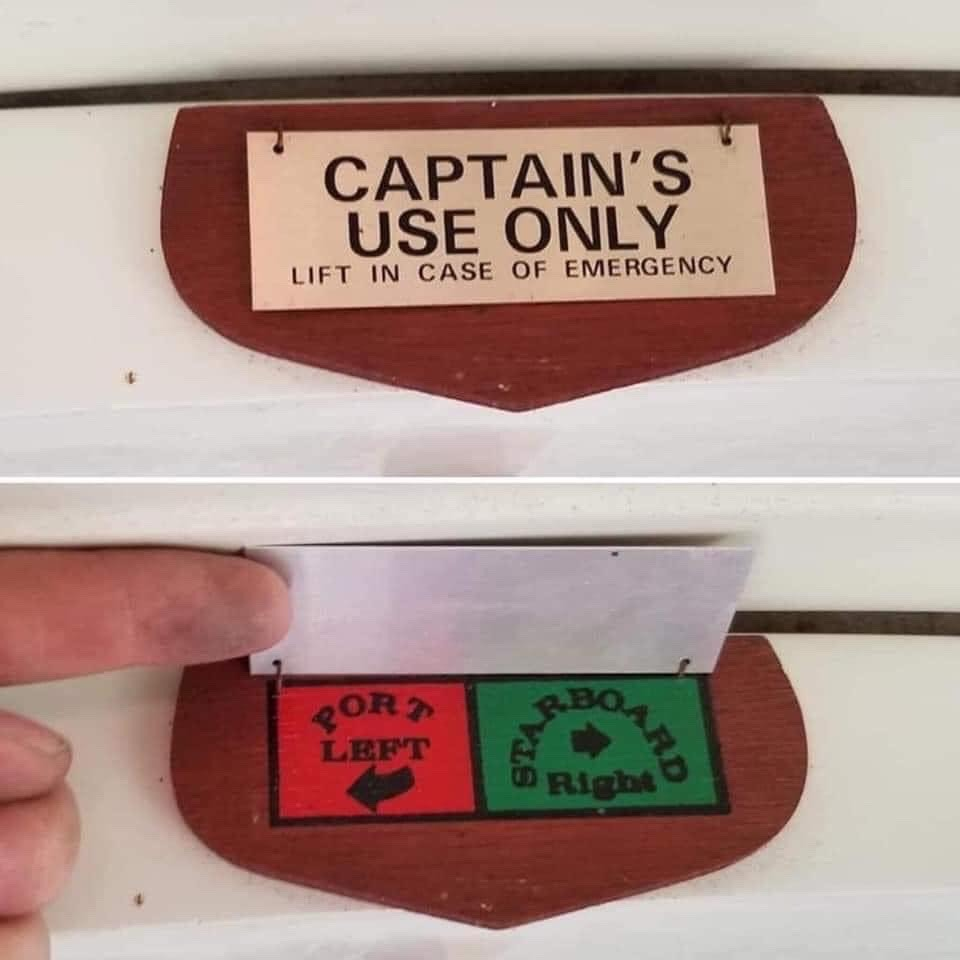 CAPTAIN'S
USE ONLY
LIFT IN CASE OF EMERGENCY
PORT
LEFT
STARBOARD
Right